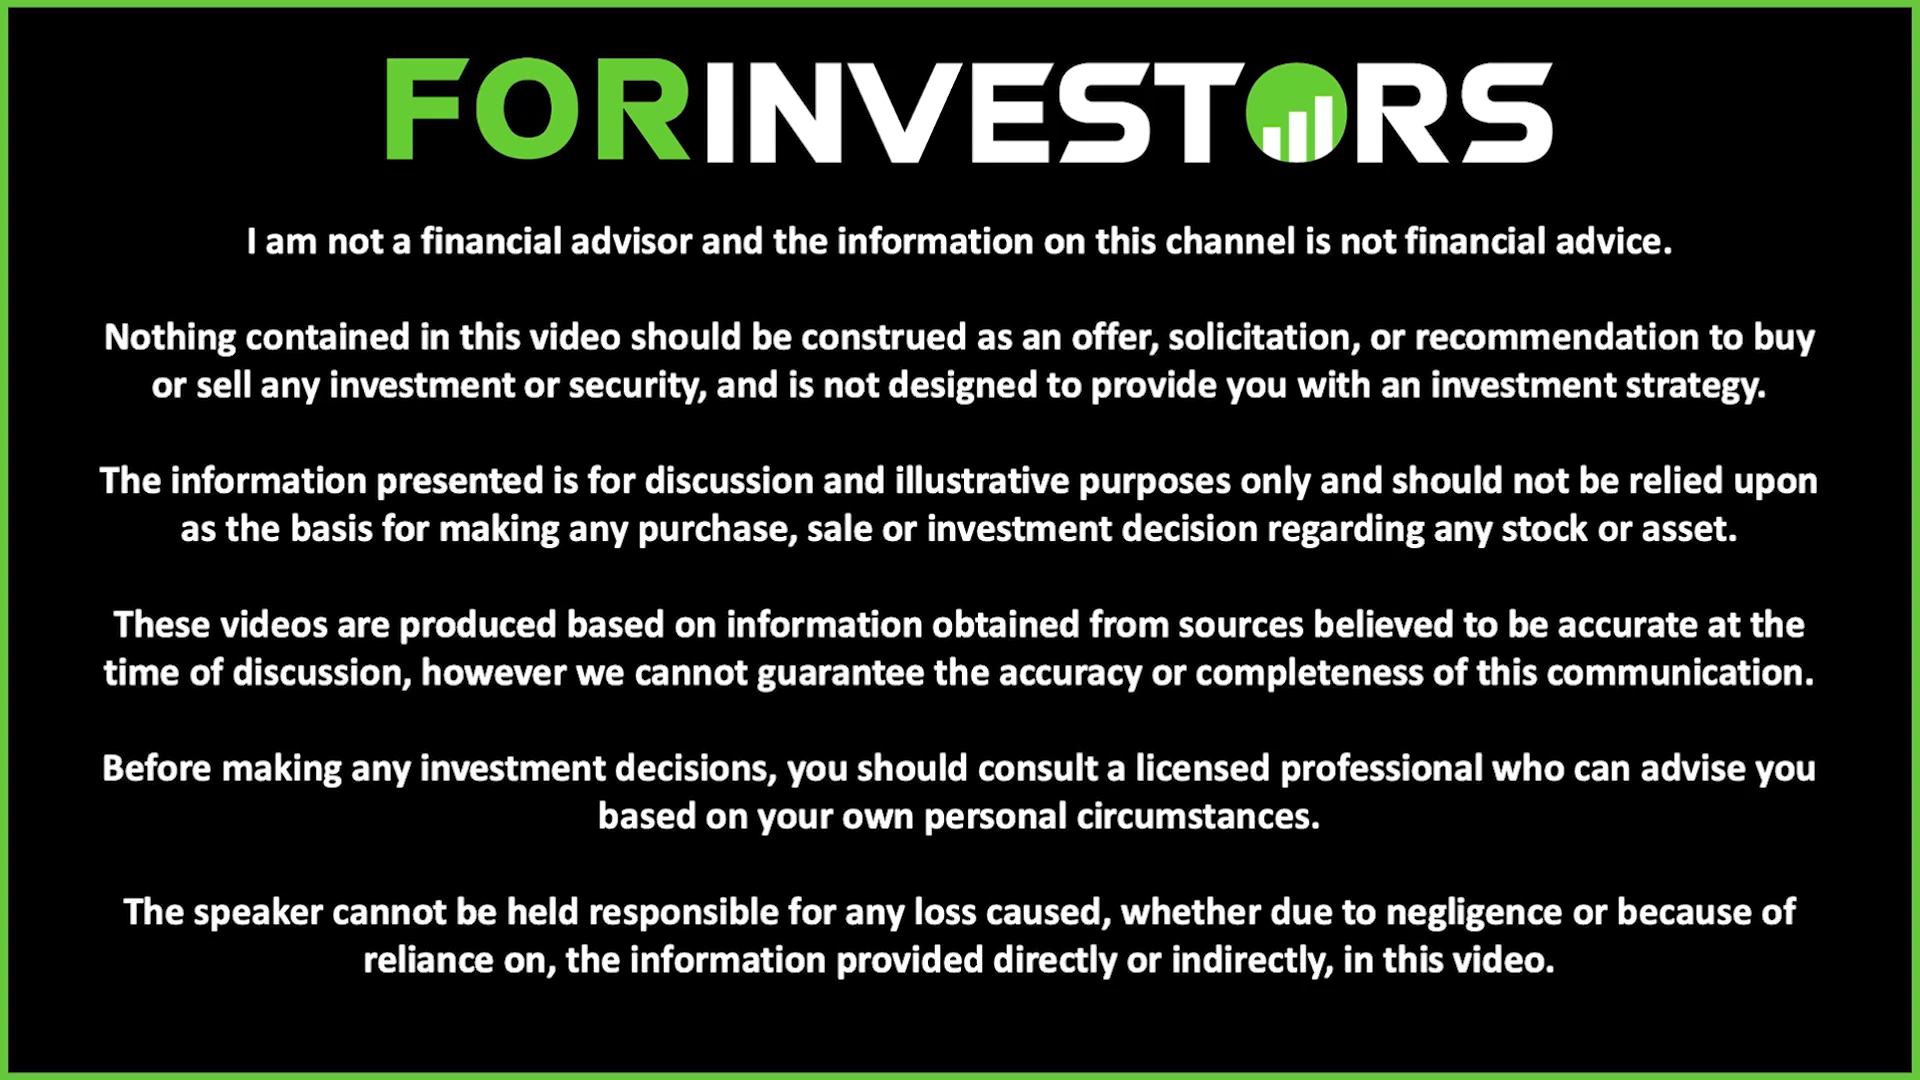 FORINVESTORS
I am not a financial advisor and the information on this channel is not financial advice.
Nothing contained in this video should be construed as an offer, solicitation, or recommendation to buy
or sell any investment or security, and is not designed to provide you with an investment strategy.
The information presented is for discussion and illustrative purposes only and should not be relied upon
as the basis for making any purchase, sale or investment decision regarding any stock or asset.
These videos are produced based on information obtained from sources believed to be accurate at the
time of discussion, however we cannot guarantee the accuracy or completeness of this communication.
Before making any investment decisions, you should consult a licensed professional who can advise you
based on your own personal circumstances.
The speaker cannot be held responsible for any loss caused, whether due to negligence or because of
reliance on, the information provided directly or indirectly, in this video.